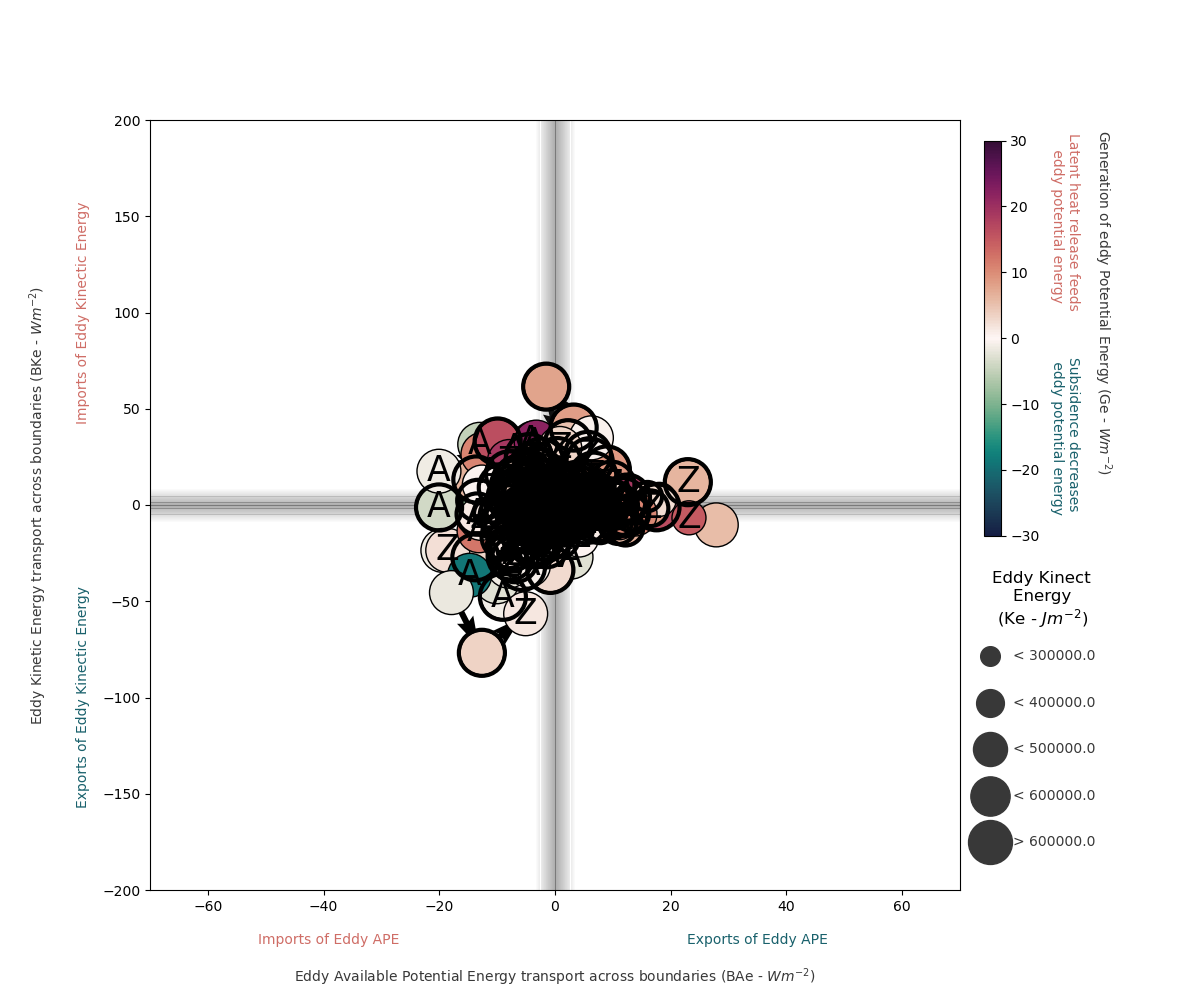 200
150
100
50
0
−50
−100
−150
−200
−60
−40
−20
0
20
40
60
Imports of Eddy Kinectic Energy
Exports of Eddy Kinectic Energy
Eddy Kinetic Energy transport across boundaries (BKe - Wm⁻²)
Imports of Eddy APE
Exports of Eddy APE
Eddy Available Potential Energy transport across boundaries (BAe - Wm⁻²)
A
A
A
Z
A
A
Z
Z
Z
30
20
10
0
−10
−20
−30
Latent heat release feeds
eddy potential energy
Subsidence decreases
eddy potential energy
Generation of eddy Potential Energy (Ge - Wm⁻²)
Eddy Kinect
Energy
(Ke - Jm⁻²)
< 300000.0
< 400000.0
< 500000.0
< 600000.0
> 600000.0